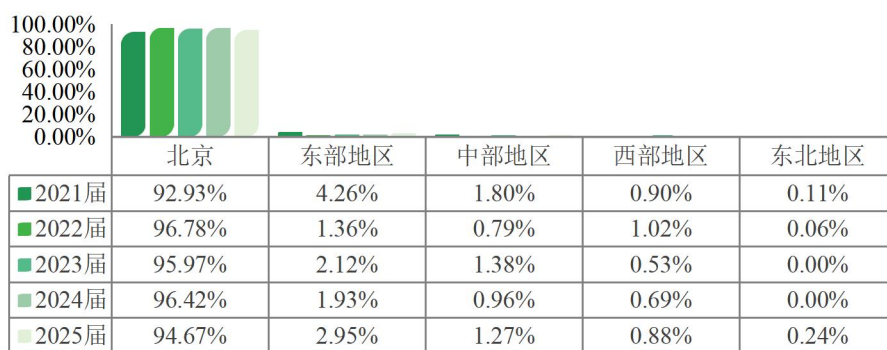 100.00%
80.00%
60.00%
40.00%
20.00%
0.00%
北京 东部地区 中部地区 西部地区 东北地区
2021届 92.93% 4.26% 1.80% 0.90% 0.11%
2022届 96.78% 1.36% 0.79% 1.02% 0.06%
2023届 95.97% 2.12% 1.38% 0.53% 0.00%
2024届 96.42% 1.93% 0.96% 0.69% 0.00%
2025届 94.67% 2.95% 1.27% 0.88% 0.24%